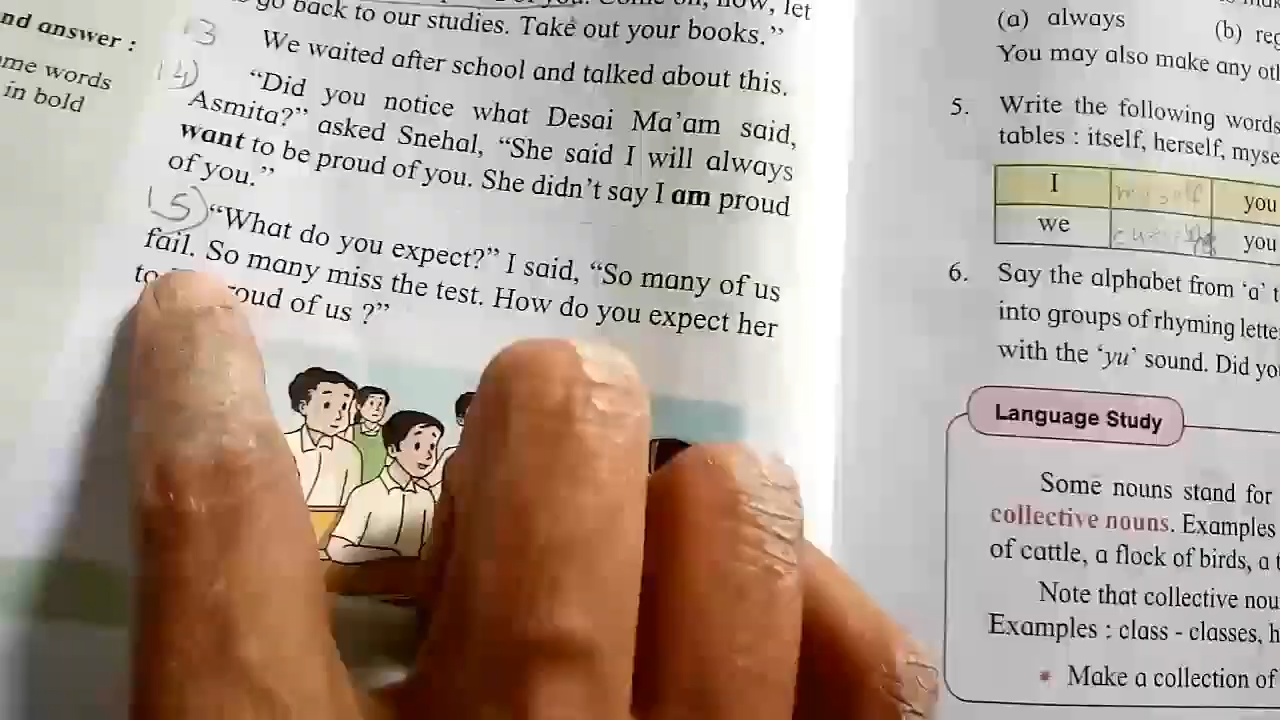 nd answer :
me words
in bold
go back to our studies. Take out your books.”
13
We waited after school and talked about this.
14)
“Did you notice what Desai Ma’am said,
Asmita?” asked Snehal, “She said I will always
want to be proud of you. She didn’t say I am proud
of you.”
15)
“What do you expect?” I said, “So many of us
fail. So many miss the test. How do you expect her
to roud of us ?”
(a) always
(b) reg
You may also make any oth
5. Write the following words
tables : itself, herself, myse
I myself you
we you
6. Say the alphabet from ‘a’ t
into groups of rhyming lette
with the ‘yu’ sound. Did yo
Language Study
Some nouns stand for
collective nouns. Examples
of cattle, a flock of birds, a t
Note that collective nou
Examples : class - classes, h
* Make a collection of